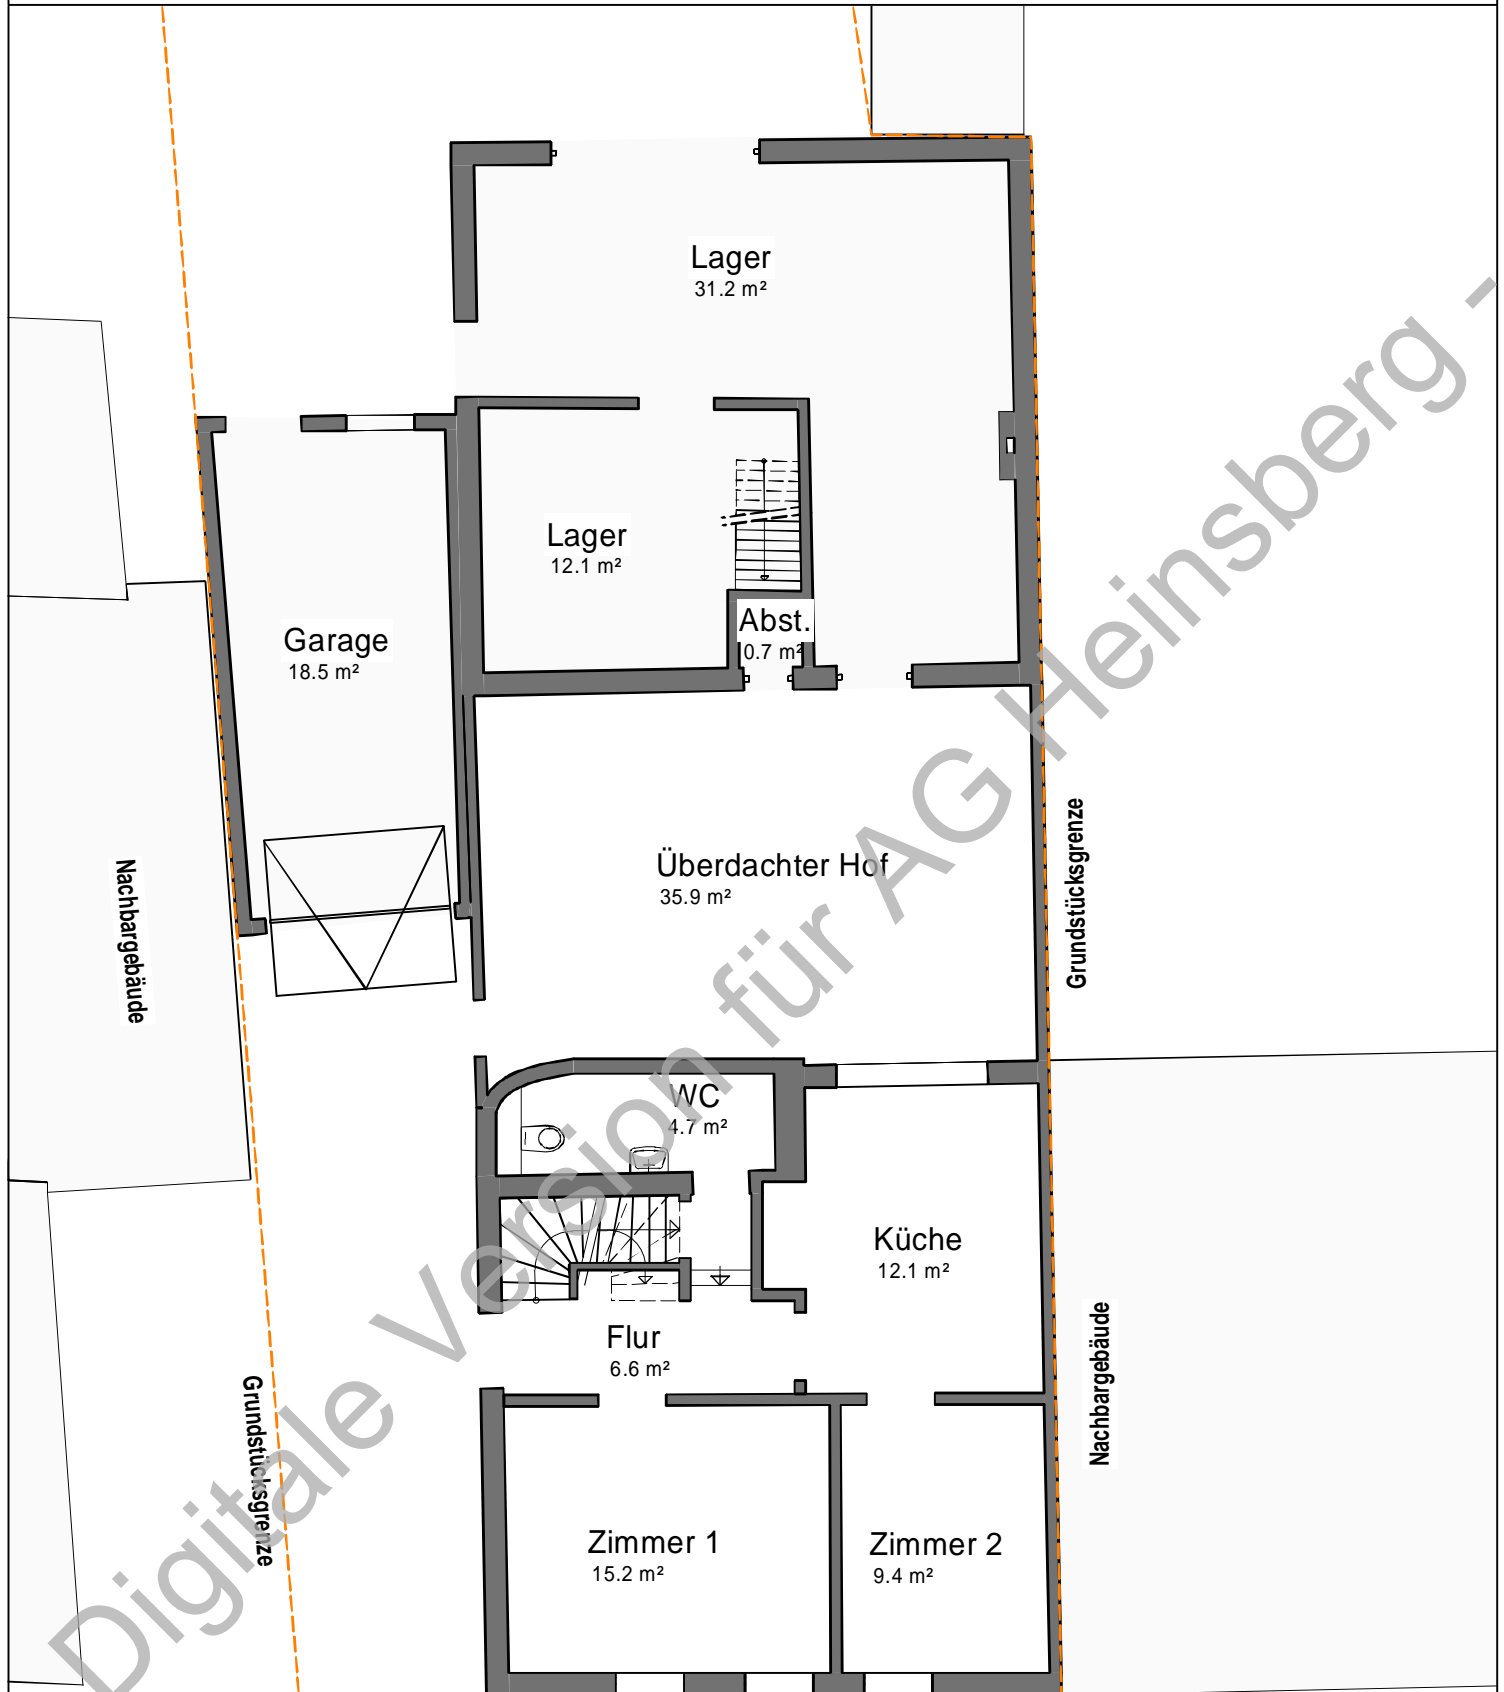 Lager
31.2 m²
Lager
12.1 m²
Abst.
0.7 m²
Garage
18.5 m²
Überdachter Hof
35.9 m²
Nachbargebäude
Grundstücksgrenze
WC
4.7 m²
Küche
12.1 m²
Flur
6.6 m²
Nachbargebäude
Grundstücksgrenze
Zimmer 1
15.2 m²
Zimmer 2
9.4 m²
Digitale Version für AG Heinsberg -